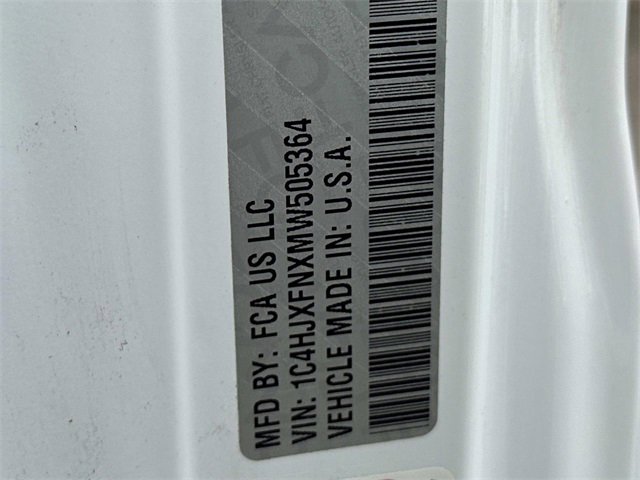 MFD BY: FCA US LLC
VIN: 1C4HJXFNXMW505364
VEHICLE MADE IN: U.S.A.